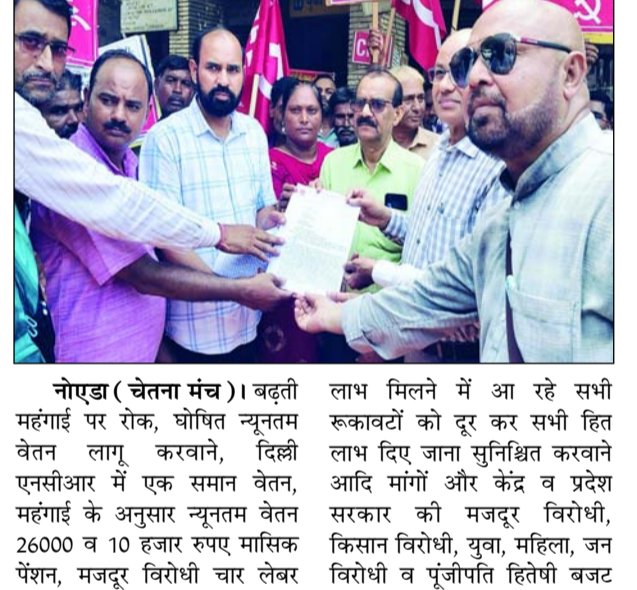 नोएडा ( चेतना मंच )। बढ़ती
महंगाई पर रोक, घोषित न्यूनतम
वेतन लागू करवाने, दिल्ली
एनसीआर में एक समान वेतन,
महंगाई के अनुसार न्यूनतम वेतन
26000 व 10 हजार रुपए मासिक
पेंशन, मजदूर विरोधी चार लेबर
लाभ मिलने में आ रहे सभी
रूकावटों को दूर कर सभी हित
लाभ दिए जाना सुनिश्चित करवाने
आदि मांगों और केंद्र व प्रदेश
सरकार की मजदूर विरोधी,
किसान विरोधी, युवा, महिला, जन
विरोधी व पूंजीपति हितेषी बजट